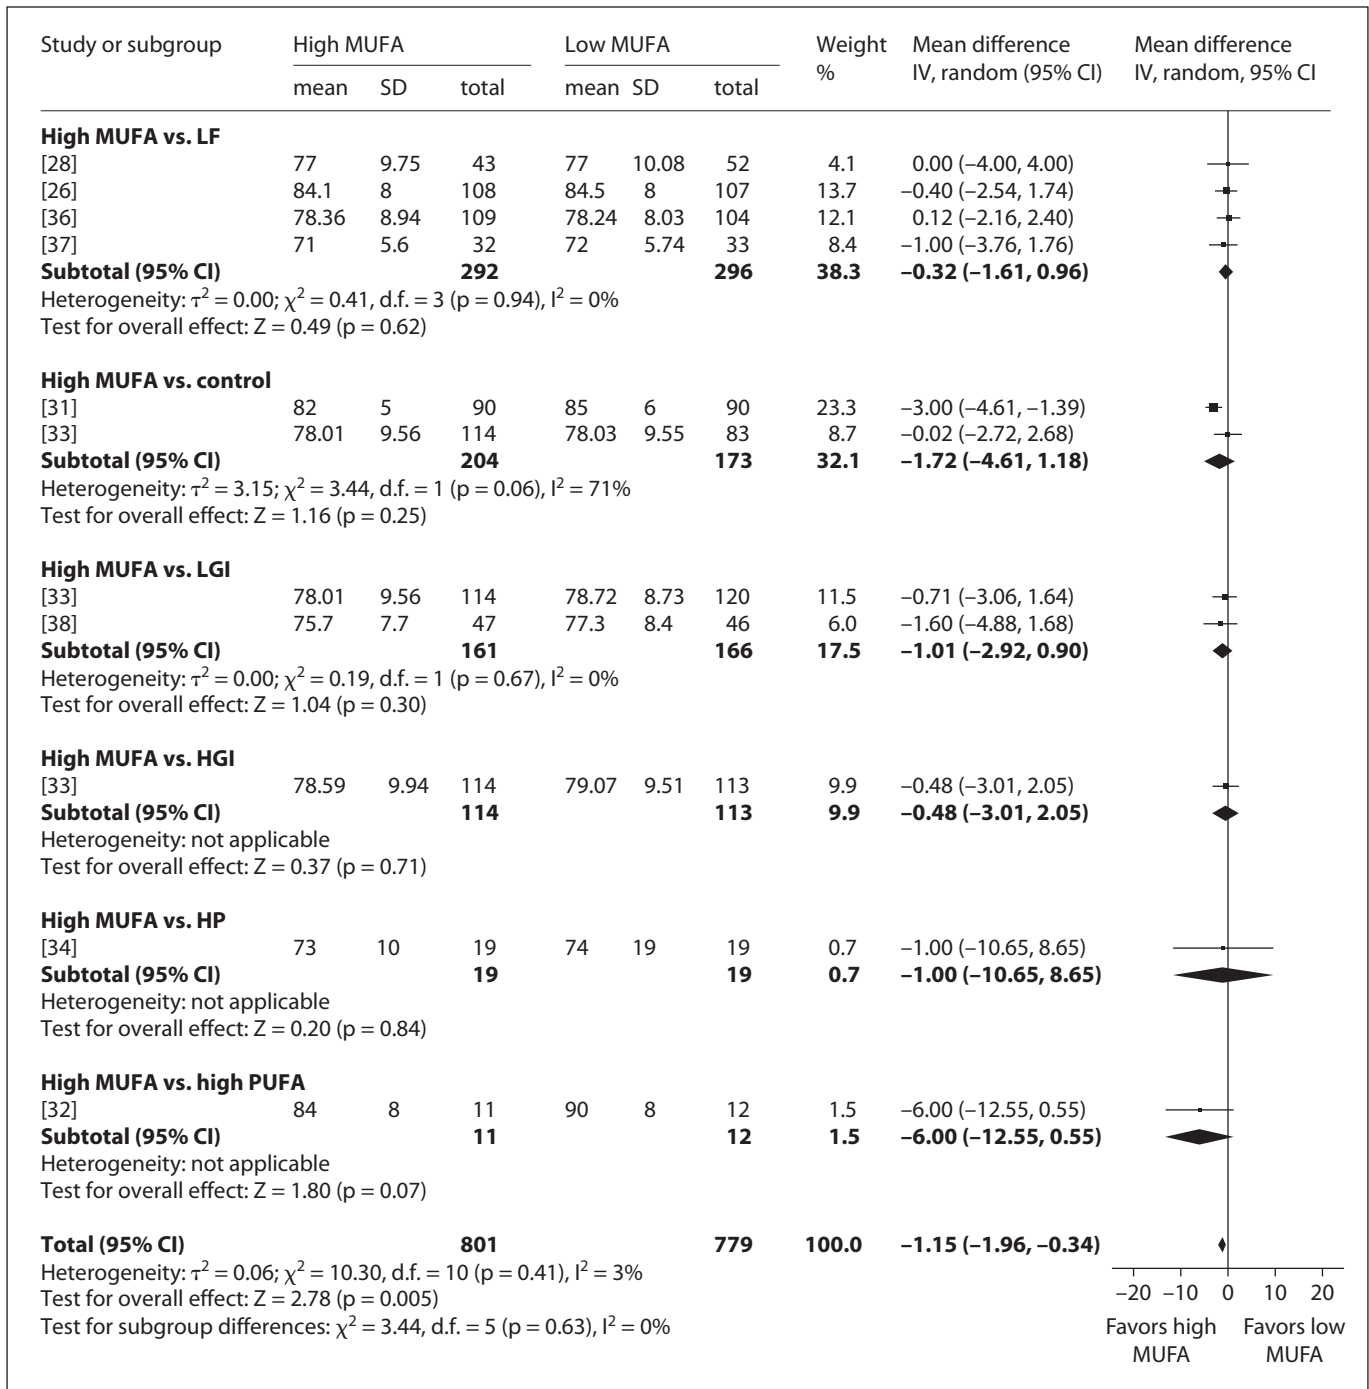 Study or subgroup High MUFA Low MUFA Weight % Mean difference IV, random (95% CI) Mean difference IV, random, 95% CI
mean SD total mean SD total
High MUFA vs. LF
[28] 77 9.75 43 77 10.08 52 4.1 0.00 (–4.00, 4.00)
[26] 84.1 8 108 84.5 8 107 13.7 –0.40 (–2.54, 1.74)
[36] 78.36 8.94 109 78.24 8.03 104 12.1 0.12 (–2.16, 2.40)
[37] 71 5.6 32 72 5.74 33 8.4 –1.00 (–3.76, 1.76)
Subtotal (95% CI) 292 296 38.3 –0.32 (–1.61, 0.96)
Heterogeneity: τ² = 0.00; χ² = 0.41, d.f. = 3 (p = 0.94), I² = 0%
Test for overall effect: Z = 0.49 (p = 0.62)
High MUFA vs. control
[31] 82 5 90 85 6 90 23.3 –3.00 (–4.61, –1.39)
[33] 78.01 9.56 114 78.03 9.55 83 8.7 –0.02 (–2.72, 2.68)
Subtotal (95% CI) 204 173 32.1 –1.72 (–4.61, 1.18)
Heterogeneity: τ² = 3.15; χ² = 3.44, d.f. = 1 (p = 0.06), I² = 71%
Test for overall effect: Z = 1.16 (p = 0.25)
High MUFA vs. LGI
[33] 78.01 9.56 114 78.72 8.73 120 11.5 –0.71 (–3.06, 1.64)
[38] 75.7 7.7 47 77.3 8.4 46 6.0 –1.60 (–4.88, 1.68)
Subtotal (95% CI) 161 166 17.5 –1.01 (–2.92, 0.90)
Heterogeneity: τ² = 0.00; χ² = 0.19, d.f. = 1 (p = 0.67), I² = 0%
Test for overall effect: Z = 1.04 (p = 0.30)
High MUFA vs. HGI
[33] 78.59 9.94 114 79.07 9.51 113 9.9 –0.48 (–3.01, 2.05)
Subtotal (95% CI) 114 113 9.9 –0.48 (–3.01, 2.05)
Heterogeneity: not applicable
Test for overall effect: Z = 0.37 (p = 0.71)
High MUFA vs. HP
[34] 73 10 19 74 19 19 0.7 –1.00 (–10.65, 8.65)
Subtotal (95% CI) 19 19 0.7 –1.00 (–10.65, 8.65)
Heterogeneity: not applicable
Test for overall effect: Z = 0.20 (p = 0.84)
High MUFA vs. high PUFA
[32] 84 8 11 90 8 12 1.5 –6.00 (–12.55, 0.55)
Subtotal (95% CI) 11 12 1.5 –6.00 (–12.55, 0.55)
Heterogeneity: not applicable
Test for overall effect: Z = 1.80 (p = 0.07)
Total (95% CI) 801 779 100.0 –1.15 (–1.96, –0.34)
Heterogeneity: τ² = 0.06; χ² = 10.30, d.f. = 10 (p = 0.41), I² = 3%
Test for overall effect: Z = 2.78 (p = 0.005)
Test for subgroup differences: χ² = 3.44, d.f. = 5 (p = 0.63), I² = 0%
–20 –10 0 10 20
Favors high MUFA Favors low MUFA